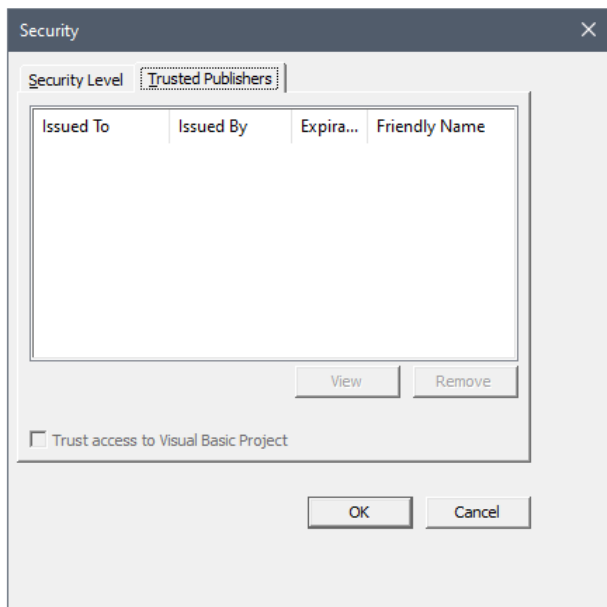 Security
Security Level Trusted Publishers
Issued To Issued By Expira... Friendly Name
View Remove
Trust access to Visual Basic Project
OK Cancel